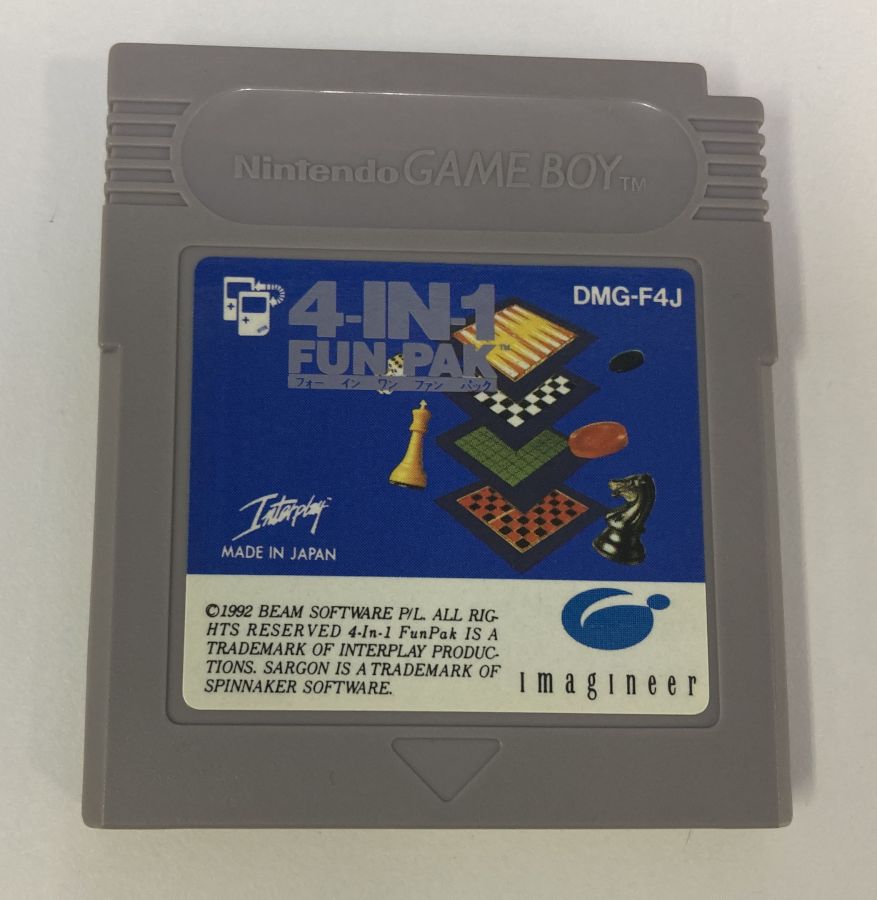 Nintendo GAME BOY™
DMG-F4J
4-IN-1
FUN PAK™
フォー イン ワン ファン パック
Interplay™
MADE IN JAPAN
©1992 BEAM SOFTWARE P/L. ALL RIG-
HTS RESERVED 4-In-1 FunPak IS A
TRADEMARK OF INTERPLAY PRODUC-
TIONS. SARGON IS A TRADEMARK OF
SPINNAKER SOFTWARE.
imagineer